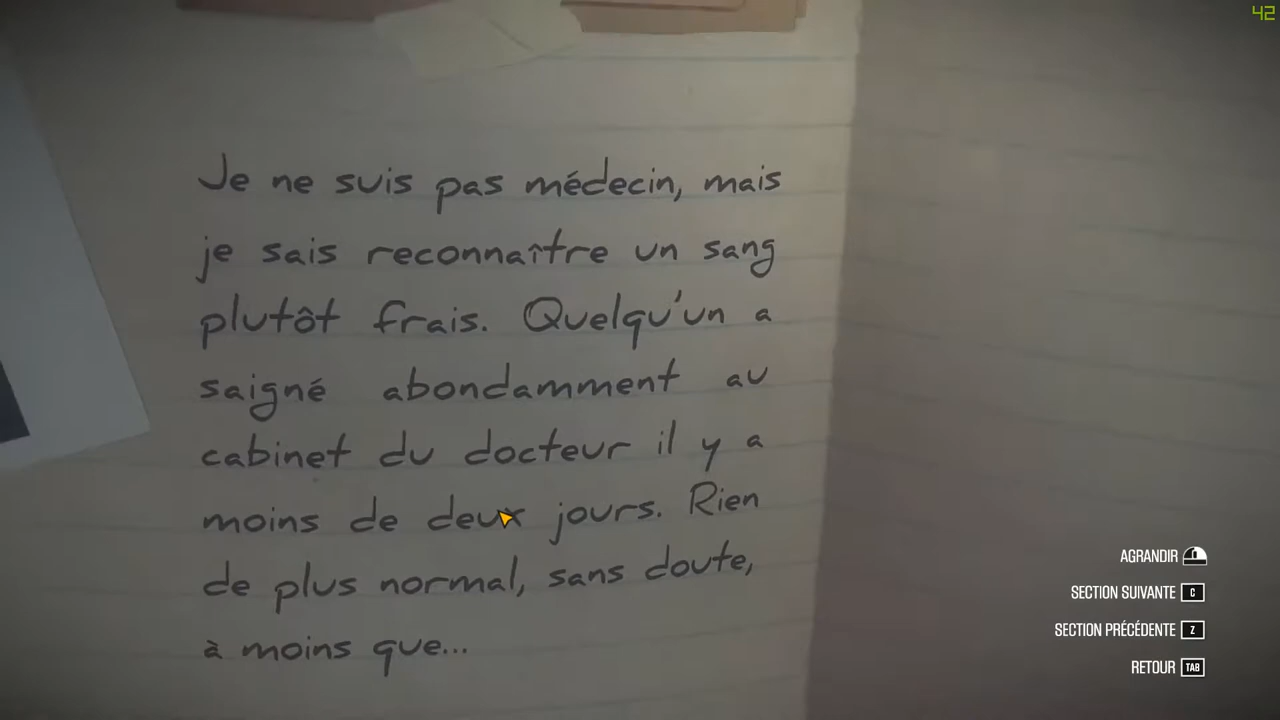 42
Je ne suis pas médecin, mais
je sais reconnaître un sang
plutôt frais. Quelqu'un a
saigné abondamment au
cabinet du docteur il y a
moins de deux jours. Rien
de plus normal, sans doute,
à moins que...
AGRANDIR
SECTION SUIVANTE C
SECTION PRÉCÉDENTE Z
RETOUR TAB